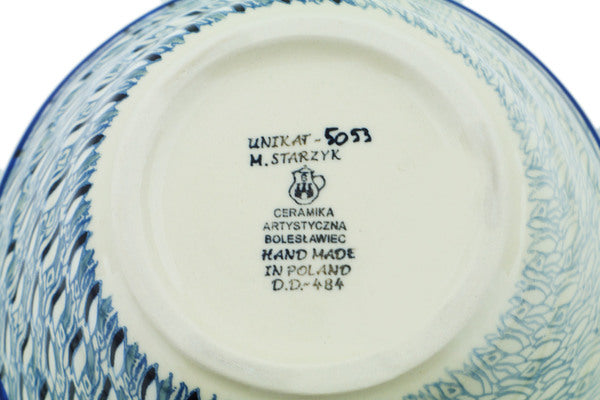 UNIKAT - 5053
M. STARZYK
CERAMIKA
ARTYSTYCZNA
BOLESŁAWIEC
HAND MADE
IN POLAND
D.D.-484